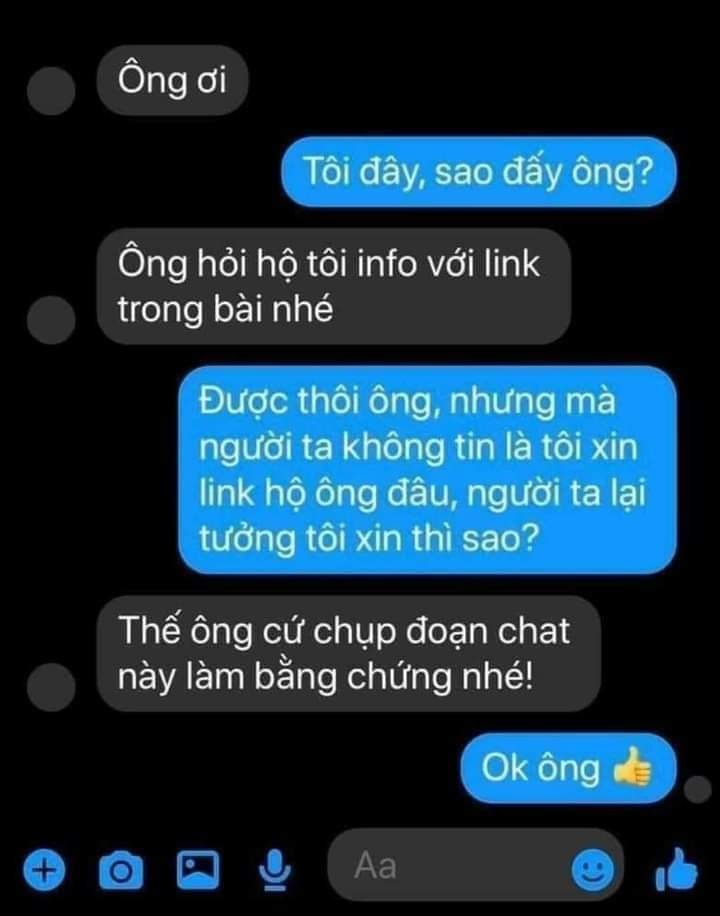 Ông ơi
Tôi đây, sao đấy ông?
Ông hỏi hộ tôi info với link
trong bài nhé
Được thôi ông, nhưng mà
người ta không tin là tôi xin
link hộ ông đâu, người ta lại
tưởng tôi xin thì sao?
Thế ông cứ chụp đoạn chat
này làm bằng chứng nhé!
Ok ông 👍
Aa